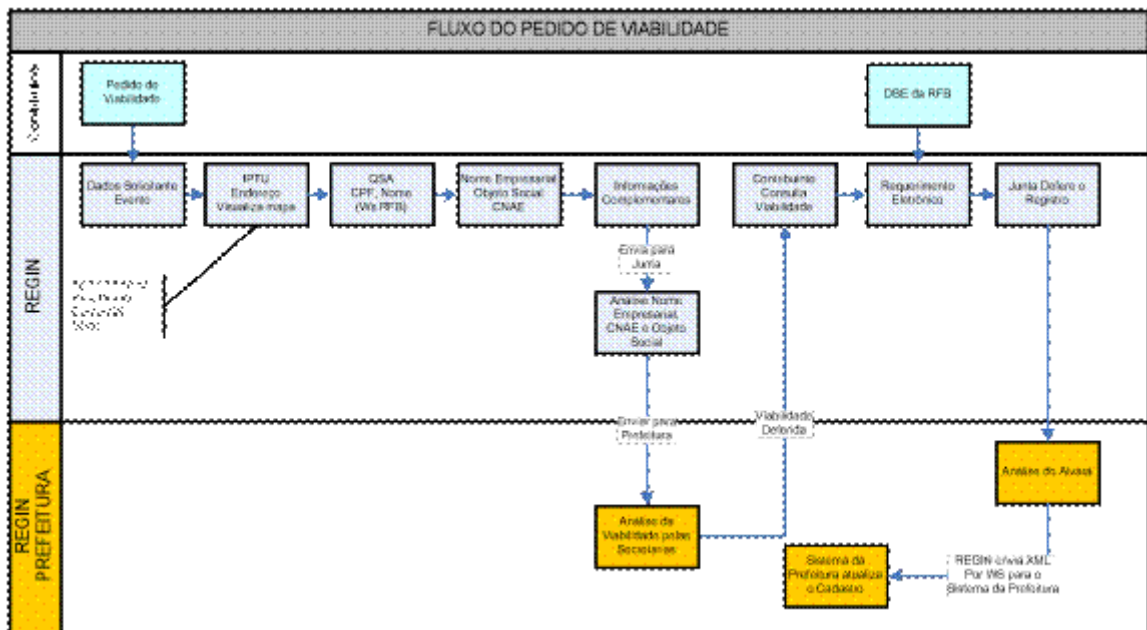 FLUXO DO PEDIDO DE VIABILIDADE
Pedido de
Viabilidade
DBE da RFB
REGIN
Dados Solicitante
Evento
IPTU
Endereço
Visualiza mapa
QSA
CPF, Nome
(Ws RFB)
Nome Empresarial
Objeto Social
CNAE
Informações
Complementares
Contribuinte
Consulta
Viabilidade
Requerimento
Eletrônico
Junta Defere o
Registro
Envia para
Junta
Análise Nome
Empresarial,
CNAE e Objeto
Social
Enviar para
Prefeitura
Viabilidade
Deferida
REGIN
PREFEITURA
Análise do Alvará
Análise da
Viabilidade pelas
Secretarias
Sistema da
Prefeitura atualiza
o Cadastro
REGIN envia XML
Por WS para o
Sistema da Prefeitura